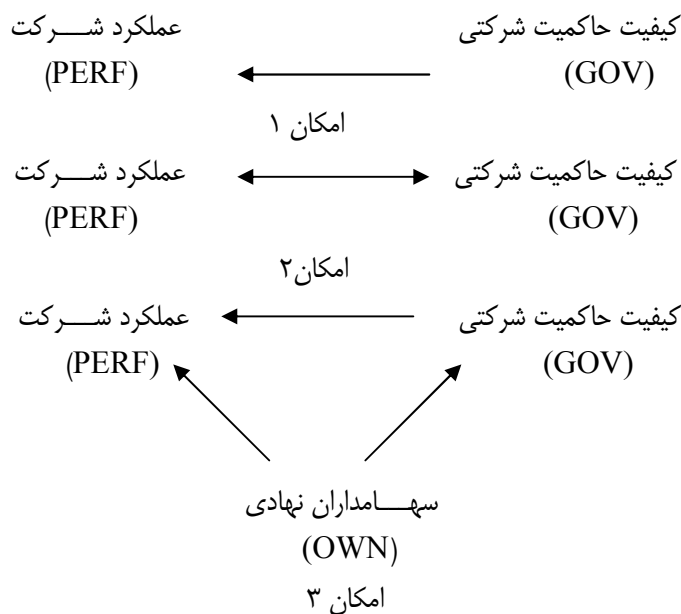 کیفیت حاکمیت شرکتی
(GOV)
عملکرد شـــرکت
(PERF)
امکان ۱
کیفیت حاکمیت شرکتی
(GOV)
عملکرد شـــرکت
(PERF)
امکان۲
کیفیت حاکمیت شرکتی
(GOV)
عملکرد شـــرکت
(PERF)
سهـــامداران نهادی
(OWN)
امکان ۳